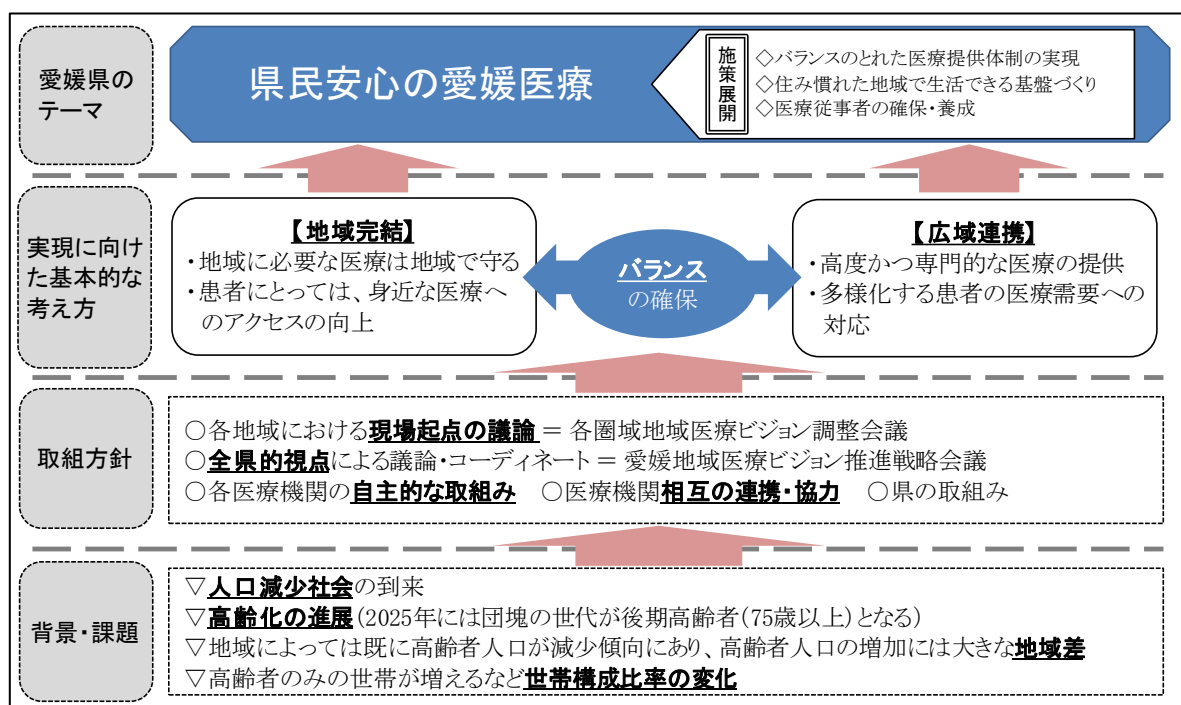 愛媛県の
テーマ
県民安心の愛媛医療
施策展開
◇バランスのとれた医療提供体制の実現
◇住み慣れた地域で生活できる基盤づくり
◇医療従事者の確保・養成
実現に向け
た基本的な
考え方
【地域完結】
・地域に必要な医療は地域で守る
・患者にとっては、身近な医療へ
のアクセスの向上
バランス
の確保
【広域連携】
・高度かつ専門的な医療の提供
・多様化する患者の医療需要への
対応
取組方針
○各地域における現場起点の議論 = 各圏域地域医療ビジョン調整会議
○全県的視点による議論・コーディネート = 愛媛地域医療ビジョン推進戦略会議
○各医療機関の自主的な取組み ○医療機関相互の連携・協力 ○県の取組み
背景・課題
▽人口減少社会の到来
▽高齢化の進展(2025年には団塊の世代が後期高齢者(75歳以上)となる)
▽地域によっては既に高齢者人口が減少傾向にあり、高齢者人口の増加には大きな地域差
▽高齢者のみの世帯が増えるなど世帯構成比率の変化